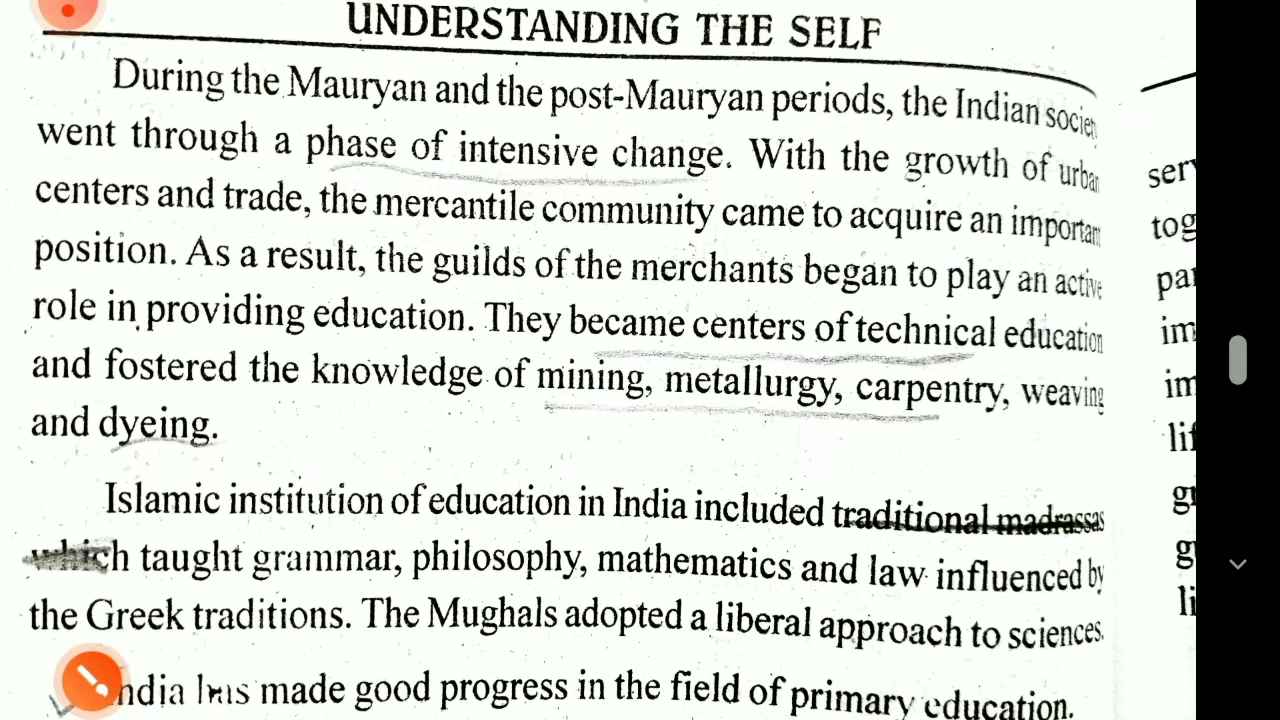 UNDERSTANDING THE SELF
During the Mauryan and the post-Mauryan periods, the Indian
went through a phase of intensive change. With the growth of urban
centers and trade, the mercantile community came to acquire an important
position. As a result, the guilds of the merchants began to play an active
role in providing education. They became centers of technical education
and fostered the knowledge of mining, metallurgy, carpentry, weaving
and dyeing.
Islamic institution of education in India included traditional madrassas
which taught grammar, philosophy, mathematics and law influenced by
the Greek traditions. The Mughals adopted a liberal approach to sciences.
India has made good progress in the field of primary education.